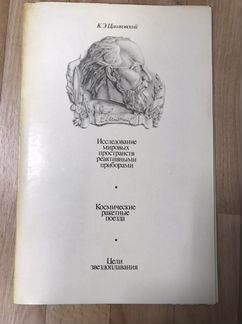 К.Э.Циолковский
Исследование
мировых
пространств
реактивными
приборами
Космические
ракетные
поезда
Цели
звездоплавания